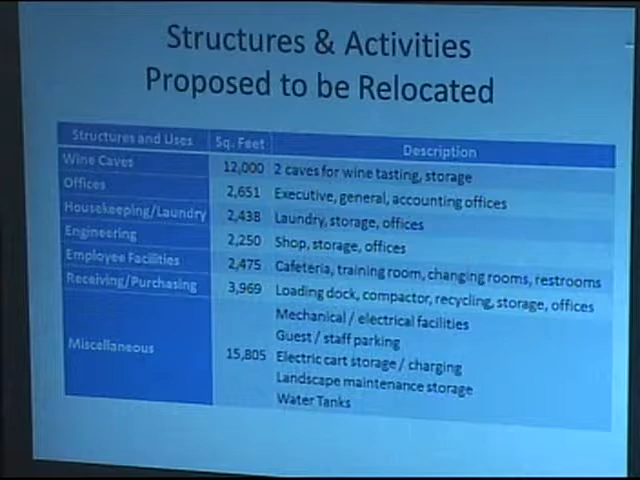 Structures & Activities
Proposed to be Relocated
Structures and Uses Sq. Feet Description
Wine Caves 12,000 2 caves for wine tasting, storage
Offices 2,651 Executive, general, accounting offices
Housekeeping/Laundry 2,438 Laundry, storage, offices
Engineering 2,250 Shop, storage, offices
Employee Facilities 2,475 Cafeteria, training room, changing rooms, restrooms
Receiving/Purchasing 3,969 Loading dock, compactor, recycling, storage, offices
Miscellaneous 15,805 Mechanical / electrical facilities
Guest / staff parking
Electric cart storage / charging
Landscape maintenance storage
Water Tanks